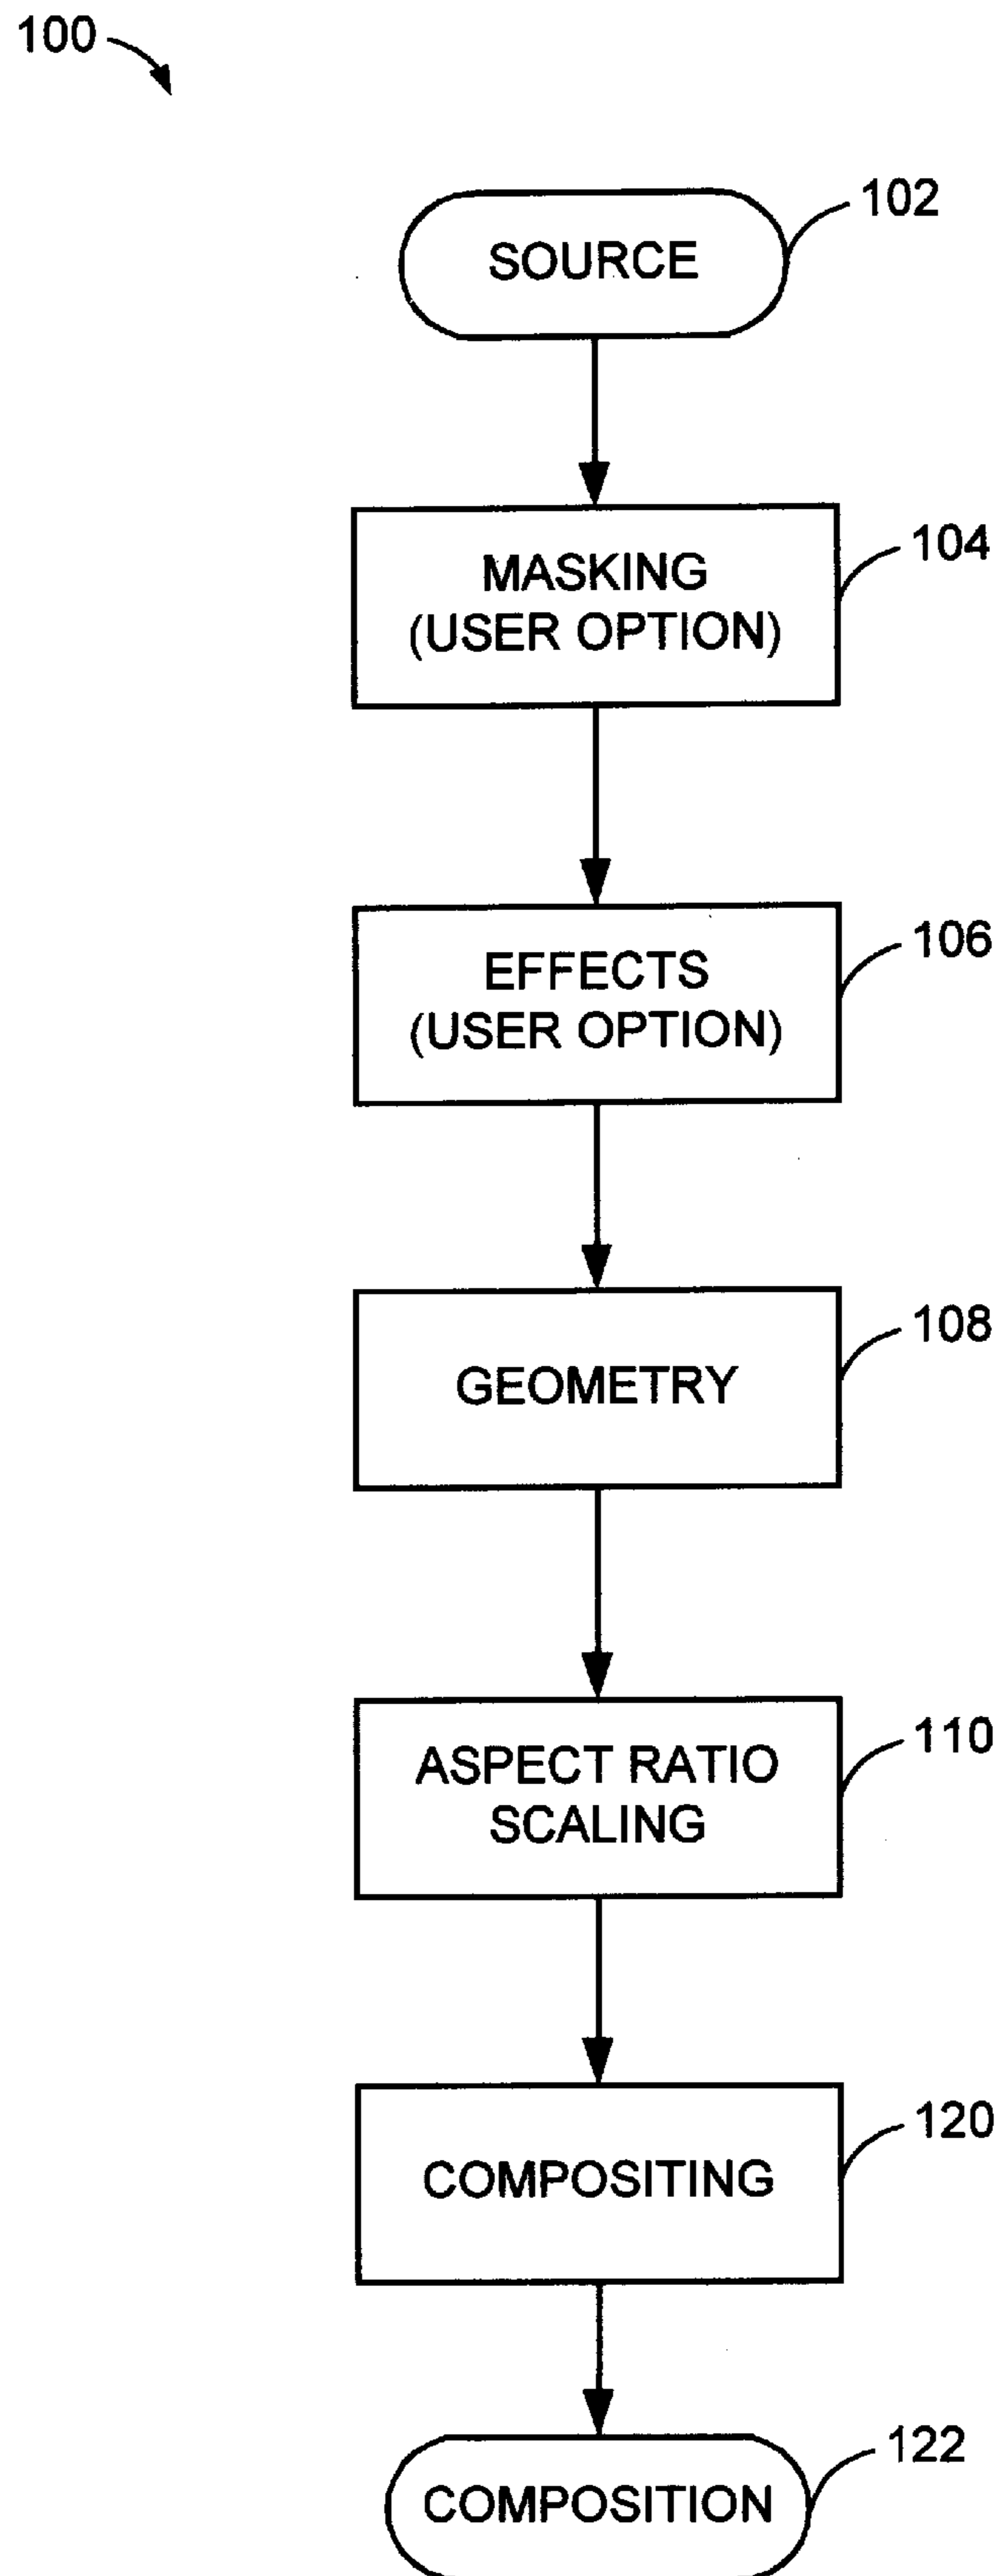 100
102
SOURCE
104
MASKING
(USER OPTION)
106
EFFECTS
(USER OPTION)
108
GEOMETRY
110
ASPECT RATIO
SCALING
120
COMPOSITING
122
COMPOSITION